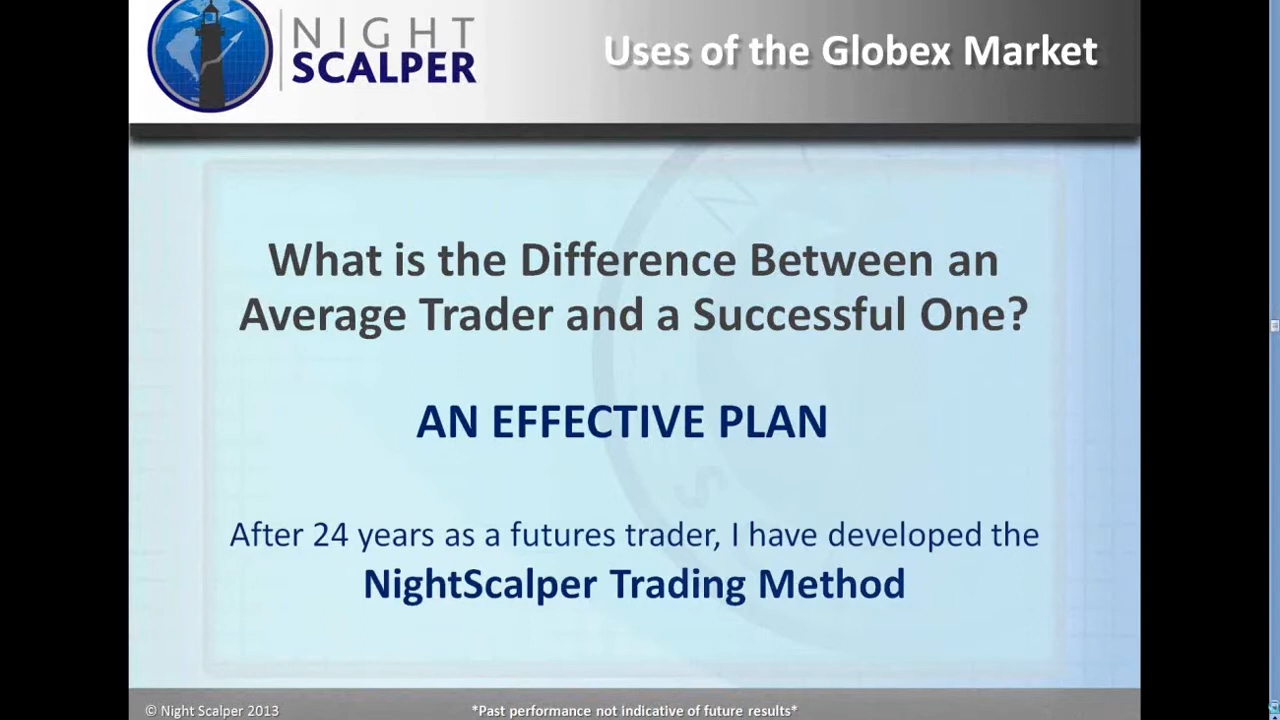 NIGHT
SCALPER
Uses of the Globex Market
What is the Difference Between an
Average Trader and a Successful One?
AN EFFECTIVE PLAN
After 24 years as a futures trader, I have developed the
NightScalper Trading Method
© Night Scalper 2013
*Past performance not indicative of future results*